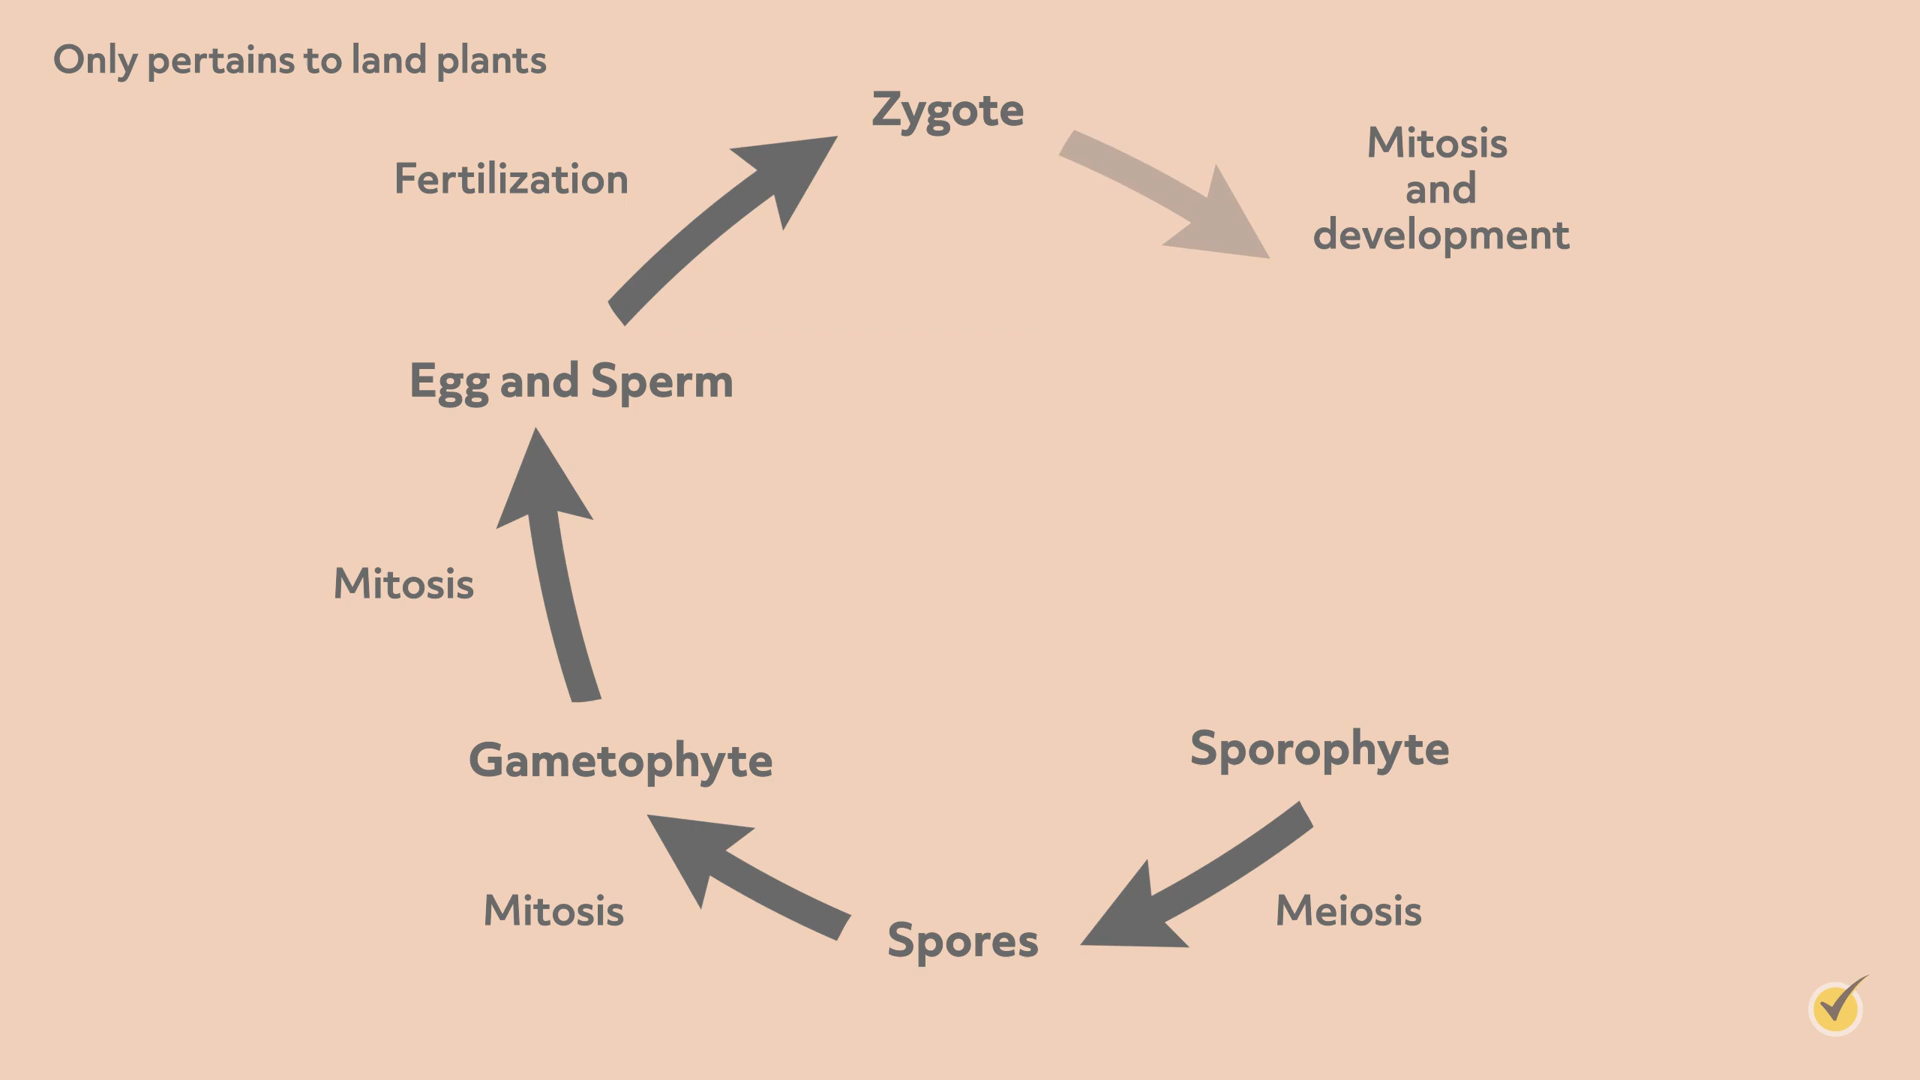 Only pertains to land plants
Zygote
Mitosis
and
development
Fertilization
Egg and Sperm
Mitosis
Gametophyte
Sporophyte
Mitosis
Spores
Meiosis